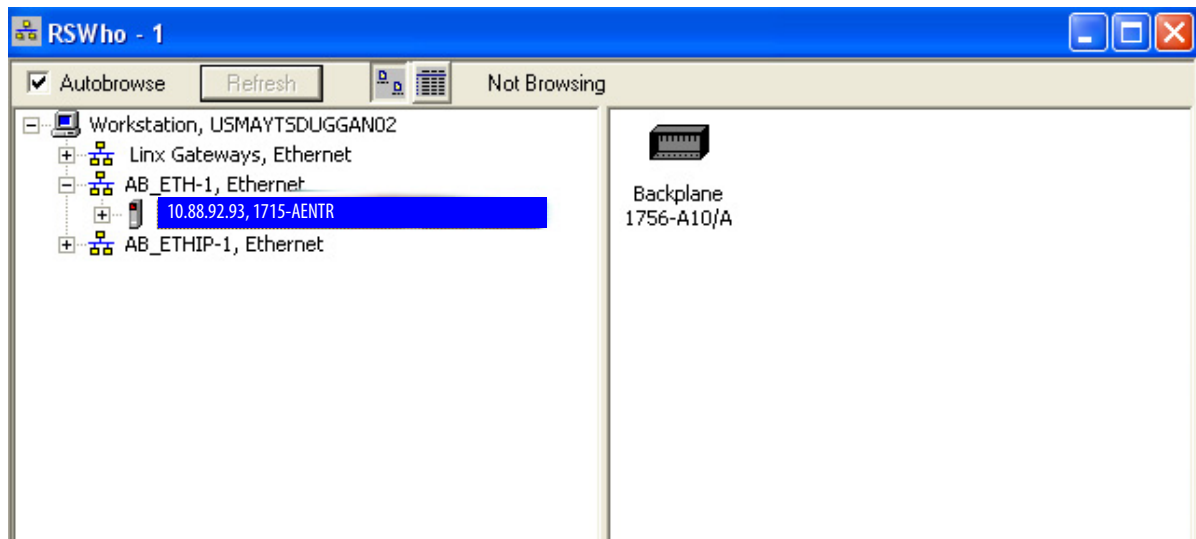 RSWho - 1
Autobrowse Refresh Not Browsing
Workstation, USMAYTSDUGGAN02
Linx Gateways, Ethernet
AB_ETH-1, Ethernet
10.88.92.93, 1715-AENTR
AB_ETHIP-1, Ethernet
Backplane
1756-A10/A